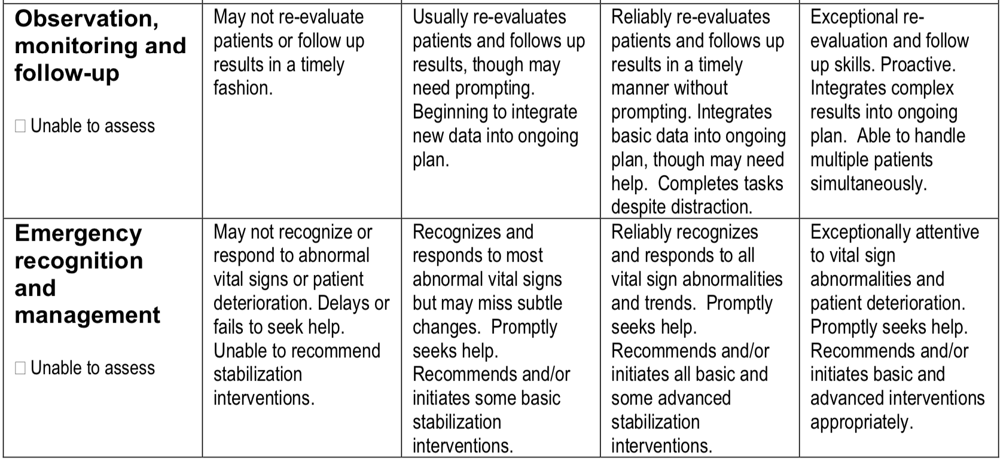 Observation,
monitoring and
follow-up
☐ Unable to assess
May not re-evaluate
patients or follow up
results in a timely
fashion.
Usually re-evaluates
patients and follows up
results, though may
need prompting.
Beginning to integrate
new data into ongoing
plan.
Reliably re-evaluates
patients and follows up
results in a timely
manner without
prompting. Integrates
basic data into ongoing
plan, though may need
help.  Completes tasks
despite distraction.
Exceptional re-
evaluation and follow
up skills. Proactive.
Integrates complex
results into ongoing
plan.  Able to handle
multiple patients
simultaneously.
Emergency
recognition
and
management
☐ Unable to assess
May not recognize or
respond to abnormal
vital signs or patient
deterioration. Delays or
fails to seek help.
Unable to recommend
stabilization
interventions.
Recognizes and
responds to most
abnormal vital signs
but may miss subtle
changes.  Promptly
seeks help.
Recommends and/or
initiates some basic
stabilization
interventions.
Reliably recognizes
and responds to all
vital sign abnormalities
and trends.  Promptly
seeks help.
Recommends and/or
initiates all basic and
some advanced
stabilization
interventions.
Exceptionally attentive
to vital sign
abnormalities and
patient deterioration.
Promptly seeks help.
Recommends and/or
initiates basic and
advanced interventions
appropriately.